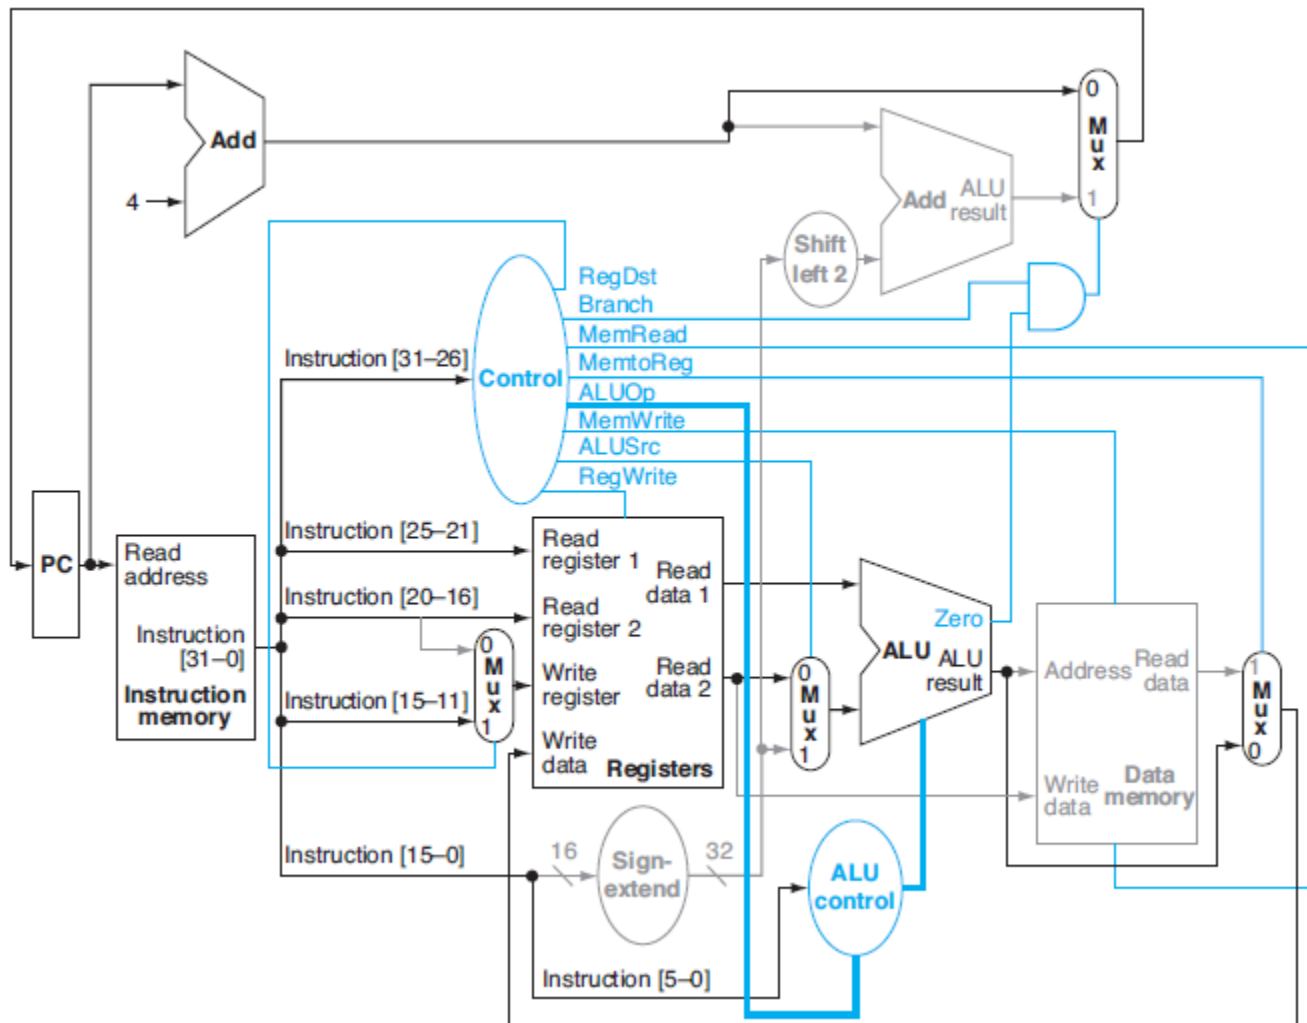 0
M
u
x
1
Add
4
Add
ALU
result
Shift
left 2
RegDst
Branch
MemRead
MemtoReg
ALUOp
MemWrite
ALUSrc
RegWrite
Control
Instruction [31–26]
Instruction [25–21]
Instruction [20–16]
Instruction [15–11]
Instruction [15–0]
Instruction [5–0]
PC
Read
address
Instruction
[31–0]
Instruction
memory
0
M
u
x
1
Read
register 1
Read
register 2
Write
register
Write
data
Read
data 1
Read
data 2
Registers
0
M
u
x
1
Zero
ALU
ALU
result
Address
Read
data
Write
data
Data
memory
1
M
u
x
0
16
Sign-
extend
32
ALU
control